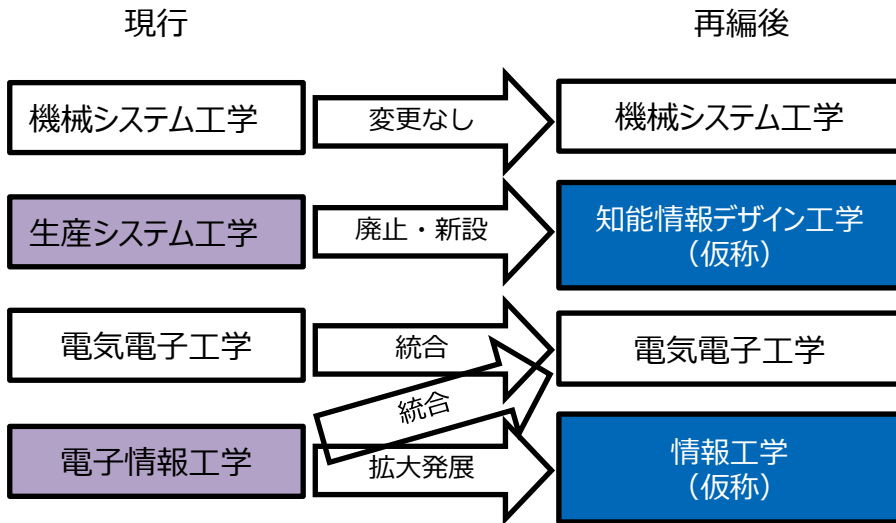 現行
再編後
機械システム工学
変更なし
機械システム工学
生産システム工学
廃止・新設
知能情報デザイン工学
（仮称）
電気電子工学
統合
電気電子工学
統合
電子情報工学
拡大発展
情報工学
（仮称）